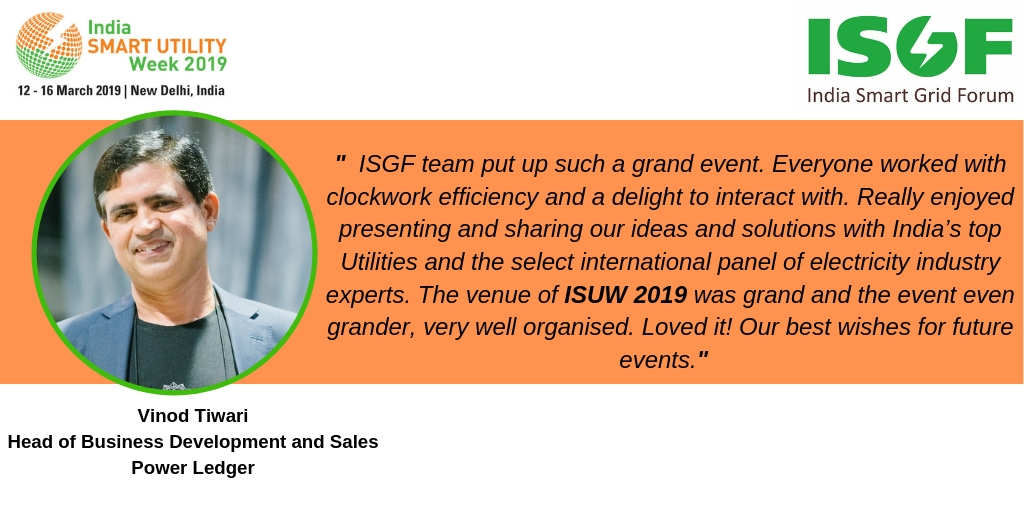 India
SMART UTILITY
Week 2019
12 - 16 March 2019 | New Delhi, India
ISGF
India Smart Grid Forum
" ISGF team put up such a grand event. Everyone worked with
clockwork efficiency and a delight to interact with. Really enjoyed
presenting and sharing our ideas and solutions with India’s top
Utilities and the select international panel of electricity industry
experts. The venue of ISUW 2019 was grand and the event even
grander, very well organised. Loved it! Our best wishes for future
events."
Vinod Tiwari
Head of Business Development and Sales
Power Ledger